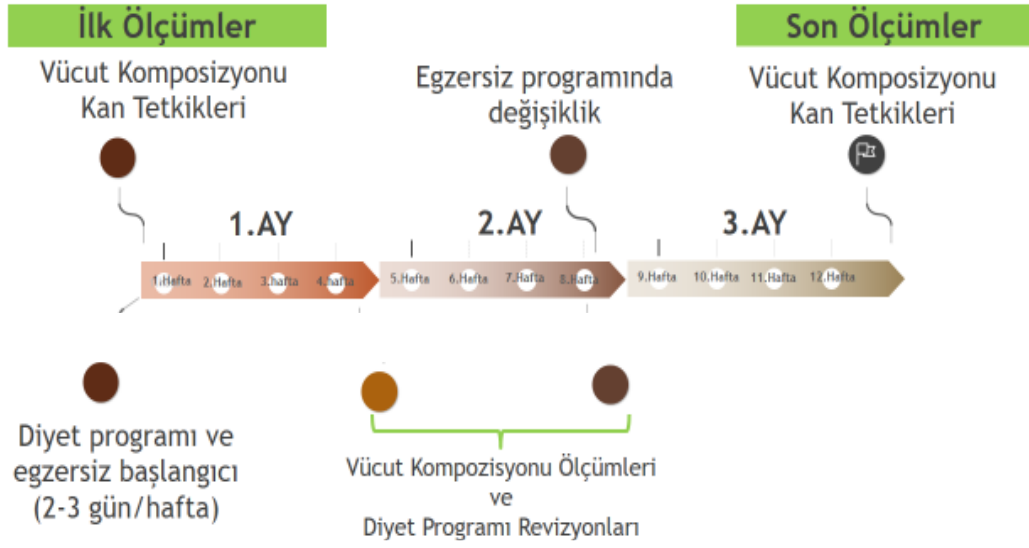 İlk Ölçümler
Vücut Kompozisyonu
Kan Tetkikleri
Egzersiz programında
değişiklik
Son Ölçümler
Vücut Kompozisyonu
Kan Tetkikleri
1.AY
2.AY
3.AY
1.Hafta
2.Hafta
3.hafta
4.hafta
5.Hafta
6.Hafta
7.Hafta
8.Hafta
9.Hafta
10.Hafta
11.Hafta
12.Hafta
Diyet programı ve
egzersiz başlangıcı
(2-3 gün/hafta)
Vücut Kompozisyonu Ölçümleri
ve
Diyet Programı Revizyonları